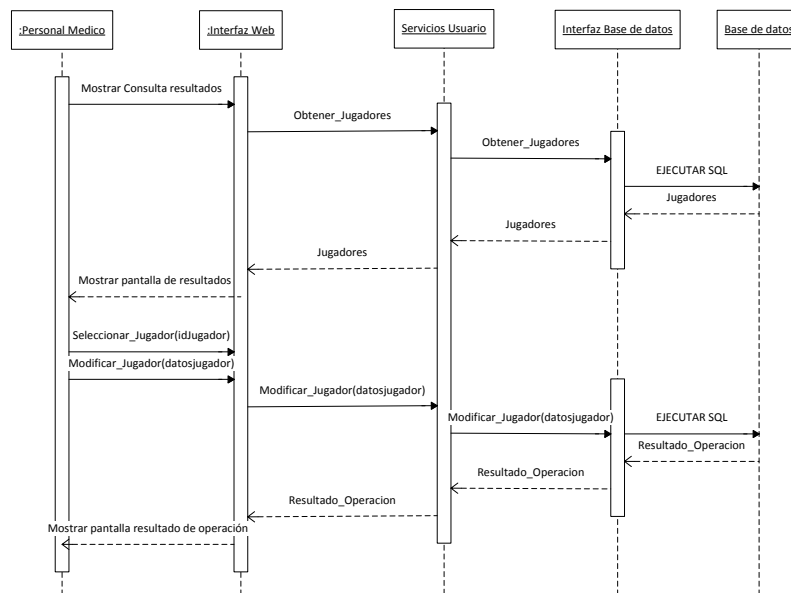 :Personal Medico
:Interfaz Web
Servicios Usuario
Interfaz Base de datos
Base de datos
Mostrar Consulta resultados
Obtener_Jugadores
Obtener_Jugadores
EJECUTAR SQL
Jugadores
Jugadores
Jugadores
Mostrar pantalla de resultados
Seleccionar_Jugador(idJugador)
Modificar_Jugador(datosjugador)
Modificar_Jugador(datosjugador)
Modificar_Jugador(datosjugador)
EJECUTAR SQL
Resultado_Operacion
Resultado_Operacion
Resultado_Operacion
Mostrar pantalla resultado de operación